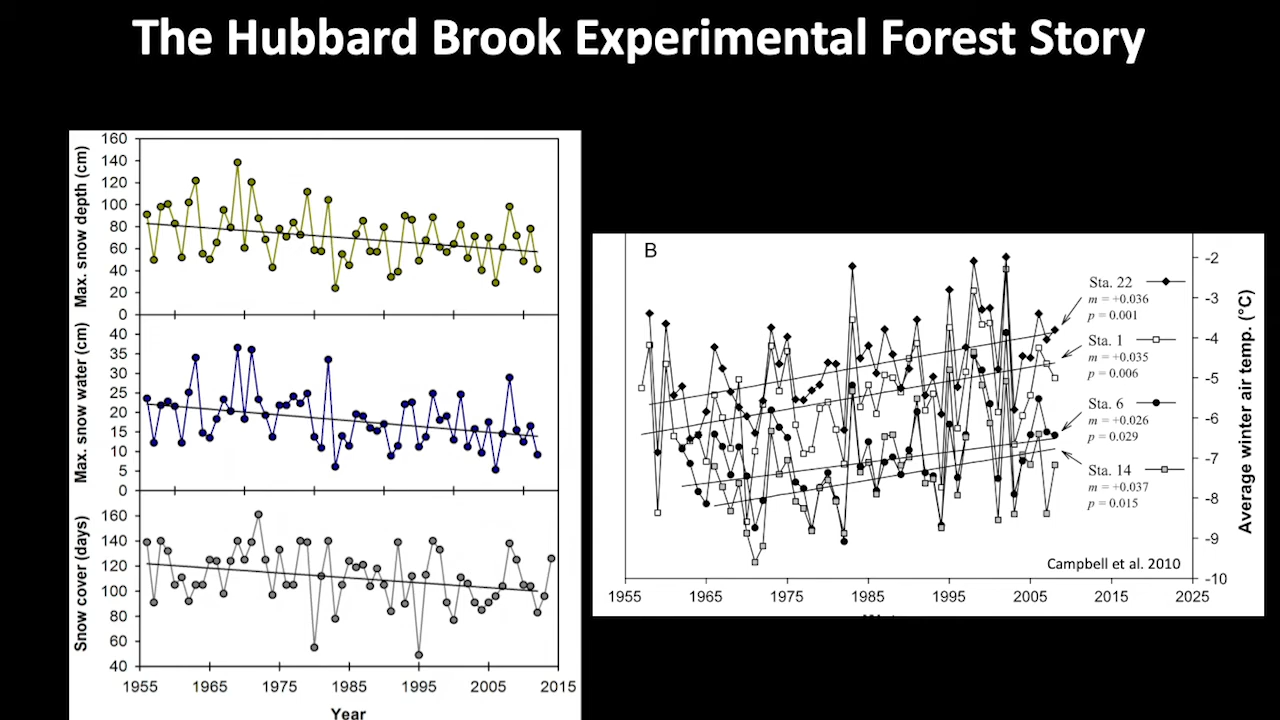 The Hubbard Brook Experimental Forest Story
Max. snow depth (cm)
160
140
120
100
80
60
40
20
0
Max. snow water (cm)
40
35
30
25
20
15
10
5
0
Snow cover (days)
160
140
120
100
80
60
40
1955 1965 1975 1985 1995 2005 2015
Year
B
Sta. 22
m = +0.036
p = 0.001
Sta. 1
m = +0.035
p = 0.006
Sta. 6
m = +0.026
p = 0.029
Sta. 14
m = +0.037
p = 0.015
Campbell et al. 2010
-2
-3
-4
-5
-6
-7
-8
-9
-10
Average winter air temp. (°C)
1955 1965 1975 1985 1995 2005 2015 2025